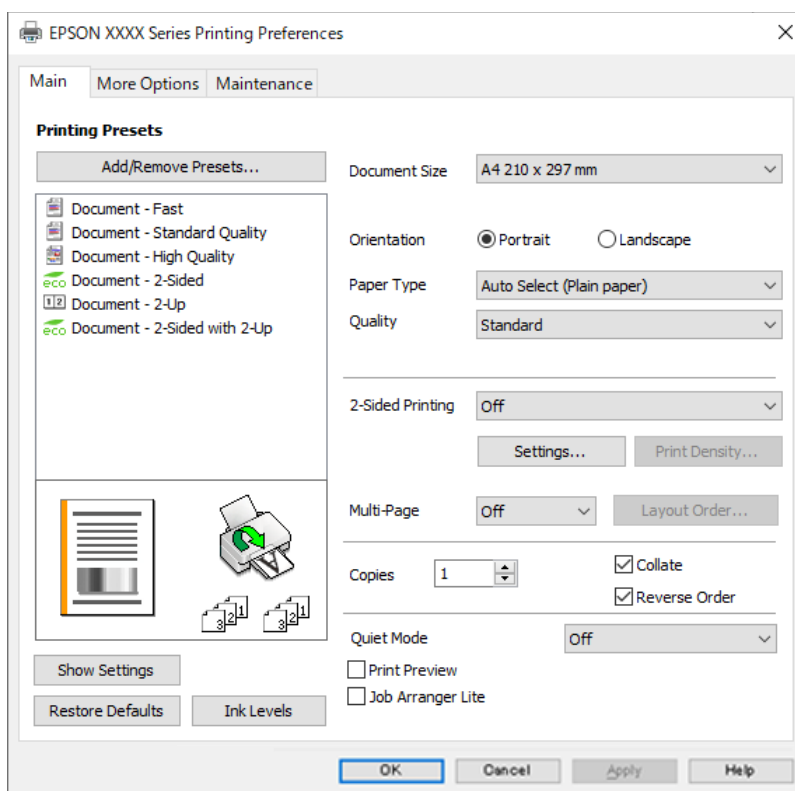 EPSON XXXX Series Printing Preferences
Main More Options Maintenance
Printing Presets
Add/Remove Presets...
Document - Fast
Document - Standard Quality
Document - High Quality
eco Document - 2-Sided
1 2 Document - 2-Up
eco Document - 2-Sided with 2-Up
3 2 1 3 2 1
Show Settings
Restore Defaults Ink Levels
Document Size A4 210 x 297 mm
Orientation Portrait Landscape
Paper Type Auto Select (Plain paper)
Quality Standard
2-Sided Printing Off
Settings... Print Density...
Multi-Page Off Layout Order...
Copies 1 Collate
Reverse Order
Quiet Mode Off
Print Preview
Job Arranger Lite
OK Cancel Apply Help